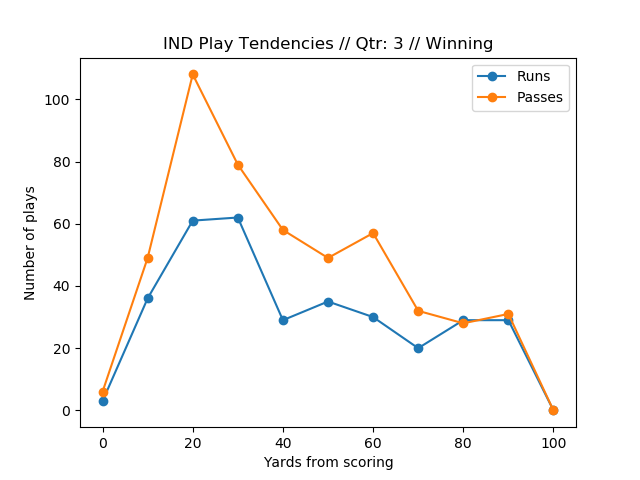 IND Play Tendencies // Qtr: 3 // Winning
Runs
Passes
100
80
60
40
20
0
Number of plays
0 20 40 60 80 100
Yards from scoring